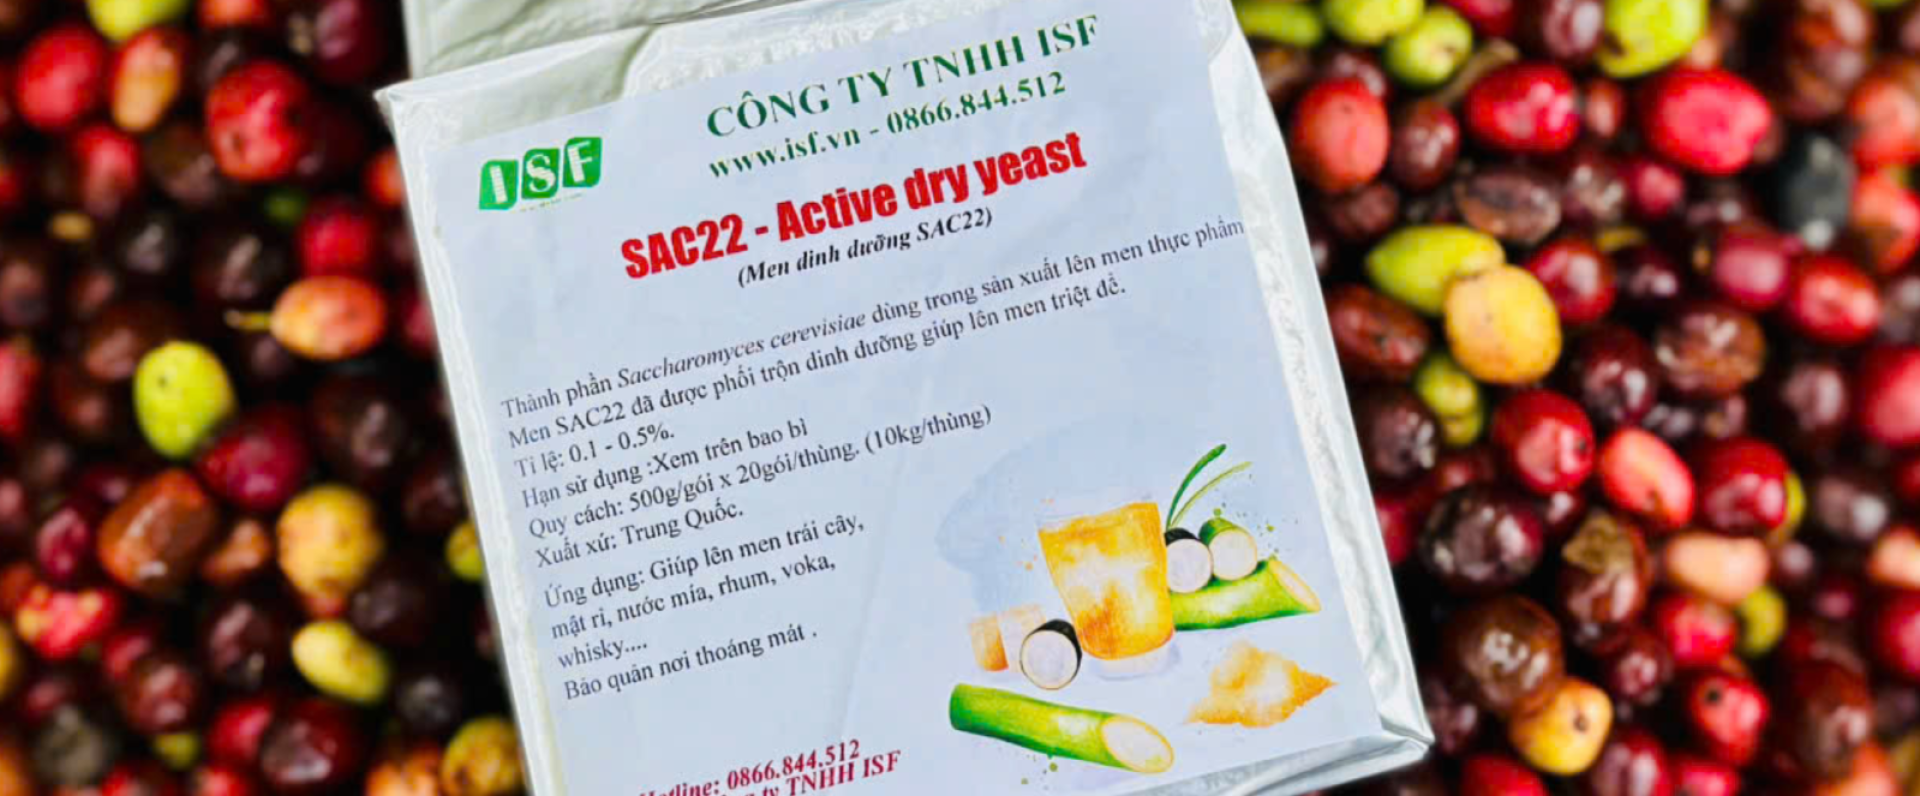 CÔNG TY TNHH ISF
www.isf.vn - 0866.844.512
ISF
SAC22 - Active dry yeast
(Men dinh dưỡng SAC22)
Thành phần Saccharomyces cerevisiae dùng trong sản xuất lên men thực phẩm
Men SAC22 đã được phối trộn dinh dưỡng giúp lên men triệt để.
Tỉ lệ: 0.1 - 0.5%.
Hạn sử dụng :Xem trên bao bì
Quy cách: 500g/gói x 20gói/thùng. (10kg/thùng)
Xuất xứ: Trung Quốc.
Ứng dụng: Giúp lên men trái cây,
mật rỉ, nước mía, rhum, voka,
whisky....
Bảo quản nơi thoáng mát .
Hotline: 0866.844.512
ty TNHH ISF